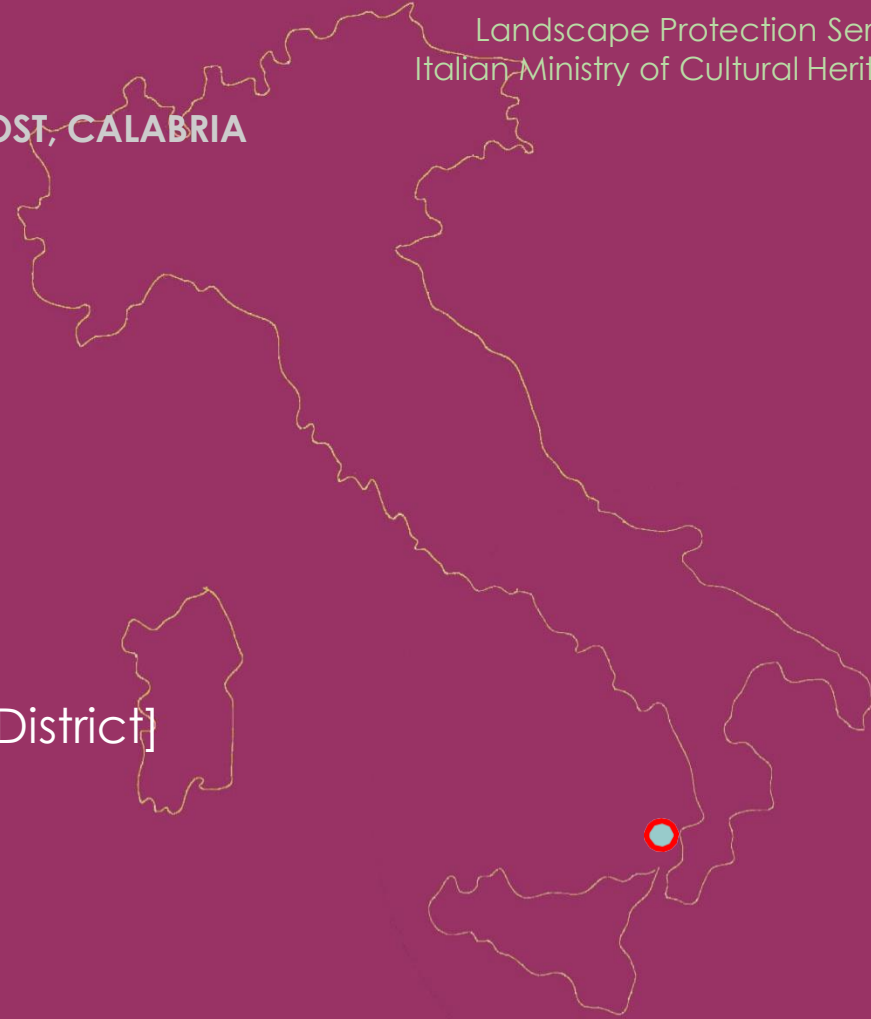 Landscape Protection Ser
Italian Ministry of Cultural Herit
OST, CALABRIA
District]